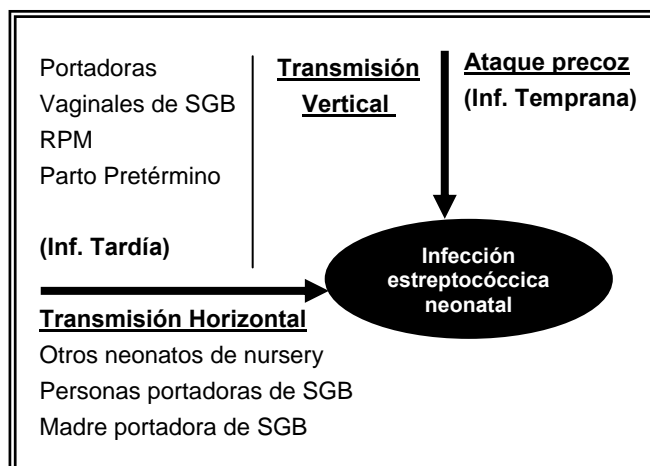 Portadoras
Vaginales de SGB
RPM
Parto Pretérmino
(Inf. Tardía)
Transmisión
Vertical
Ataque precoz
(Inf. Temprana)
Infección
estreptocóccica
neonatal
Transmisión Horizontal
Otros neonatos de nursery
Personas portadoras de SGB
Madre portadora de SGB